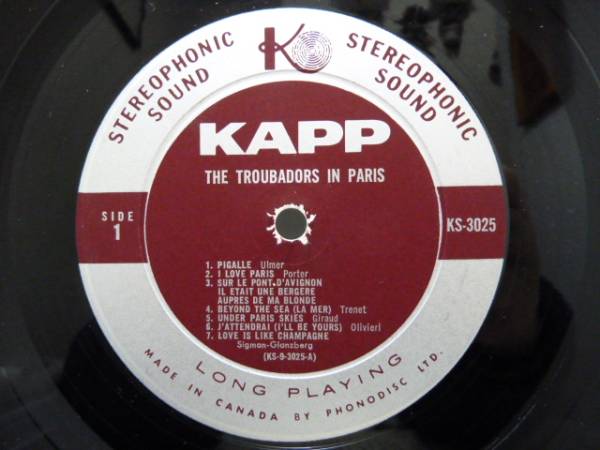 STEREOPHONIC SOUND
K
STEREOPHONIC SOUND
KAPP
THE TROUBADORS IN PARIS
SIDE
1
KS-3025
1. PIGALLE Ulmer
2. I LOVE PARIS Porter
3. SUR LE PONT D'AVIGNON
IL ETAIT UNE BERGERE
AUPRES DE MA BLONDE
4. BEYOND THE SEA (LA MER) Trenet
5. UNDER PARIS SKIES Giraud
6. J'ATTENDRAI (I'LL BE YOURS) Olivieri
7. LOVE IS LIKE CHAMPAGNE
Sigman-Glanzberg
(KS-9-3025-A)
LONG PLAYING
MADE IN CANADA BY PHONODISC LTD.